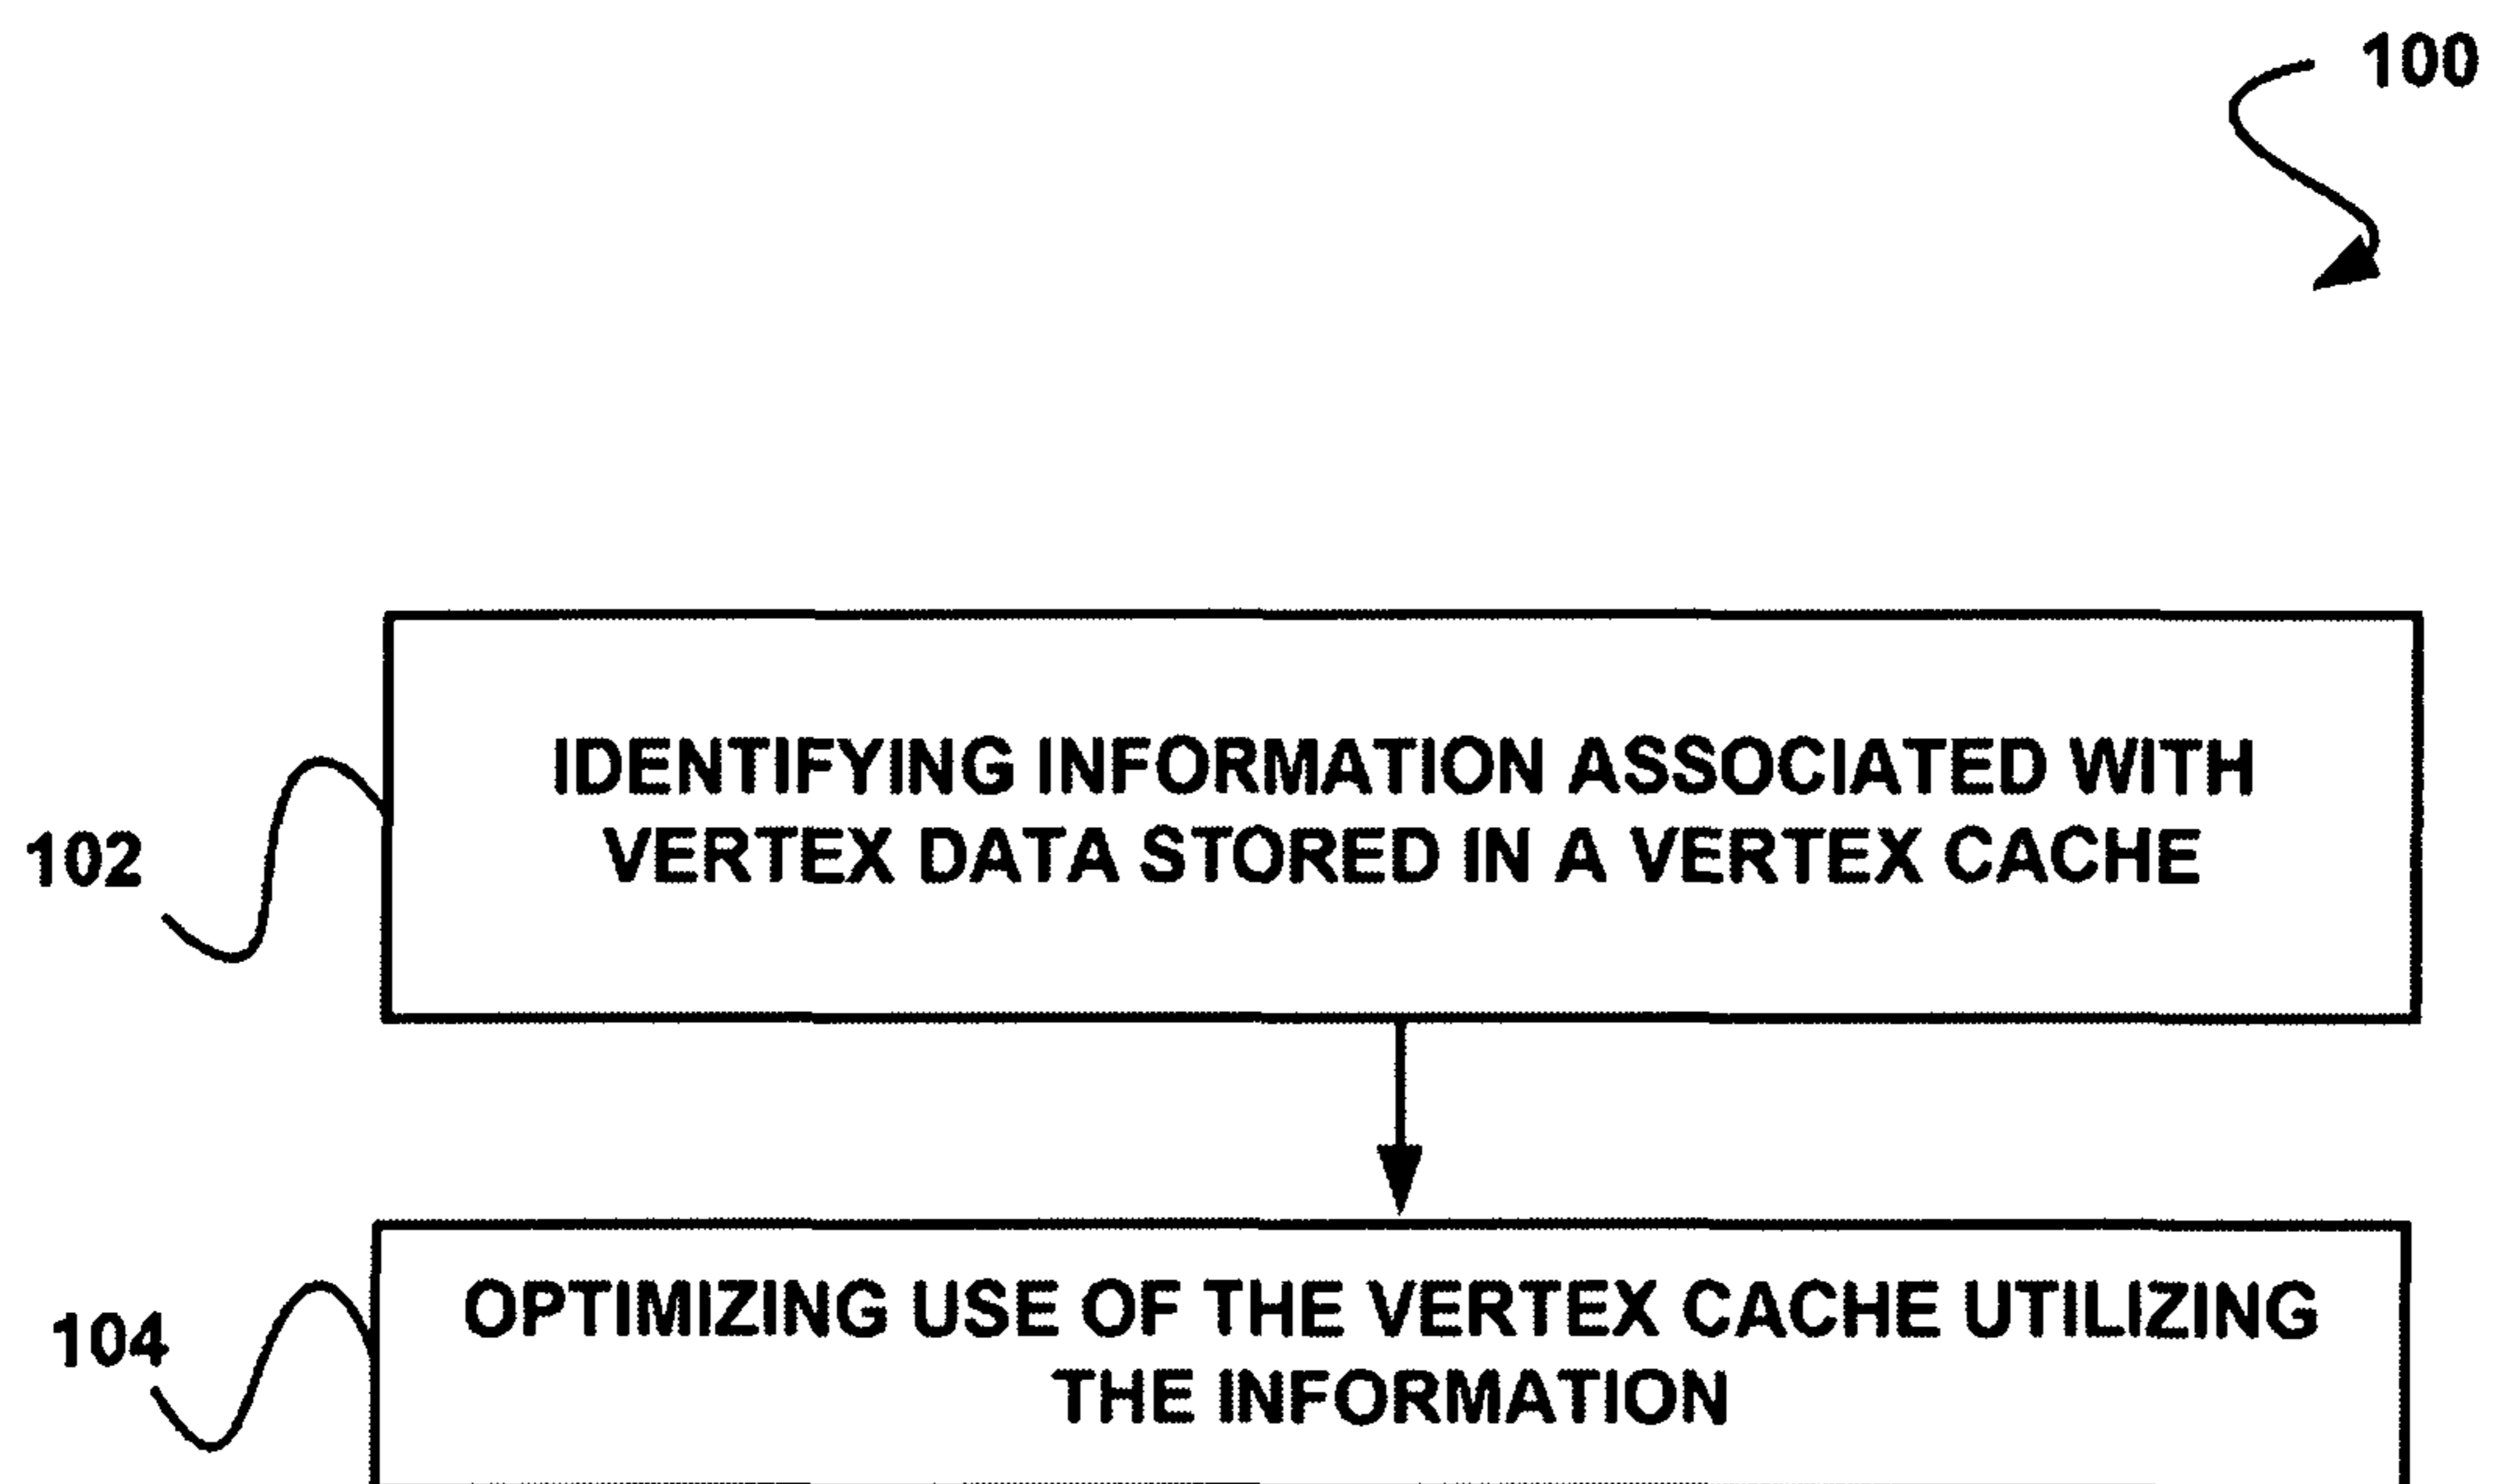 100
IDENTIFYING INFORMATION ASSOCIATED WITH
VERTEX DATA STORED IN A VERTEX CACHE
102
OPTIMIZING USE OF THE VERTEX CACHE UTILIZING
THE INFORMATION
104